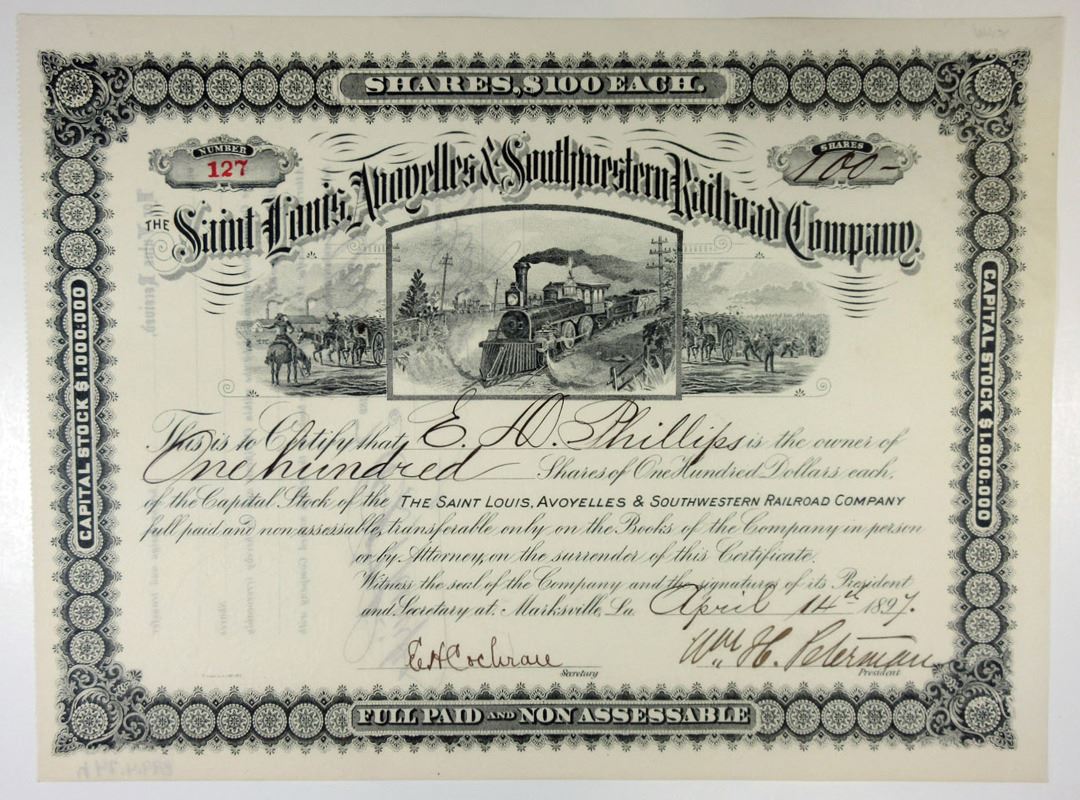 SHARES, $100 EACH.
NUMBER
127
SHARES
100-
THE Saint Louis, Avoyelles & Southwestern Railroad Company.
CAPITAL STOCK $1.000.000
CAPITAL STOCK $1.000.000
This is to Certify that E. D. Phillips is the owner of
One hundred Shares of One Hundred Dollars each,
of the Capital Stock of the THE SAINT LOUIS, AVOYELLES & SOUTHWESTERN RAILROAD COMPANY
full paid and non assessable, transferable only on the Books of the Company in person
or by Attorney, on the surrender of this Certificate.
Witness the seal of the Company and the signatures of its President
and Secretary at Marksville, La. April 14th 1897.
E H Cochran
Secretary
Wm. H. Peterman
President
FULL PAID AND NON ASSESSABLE